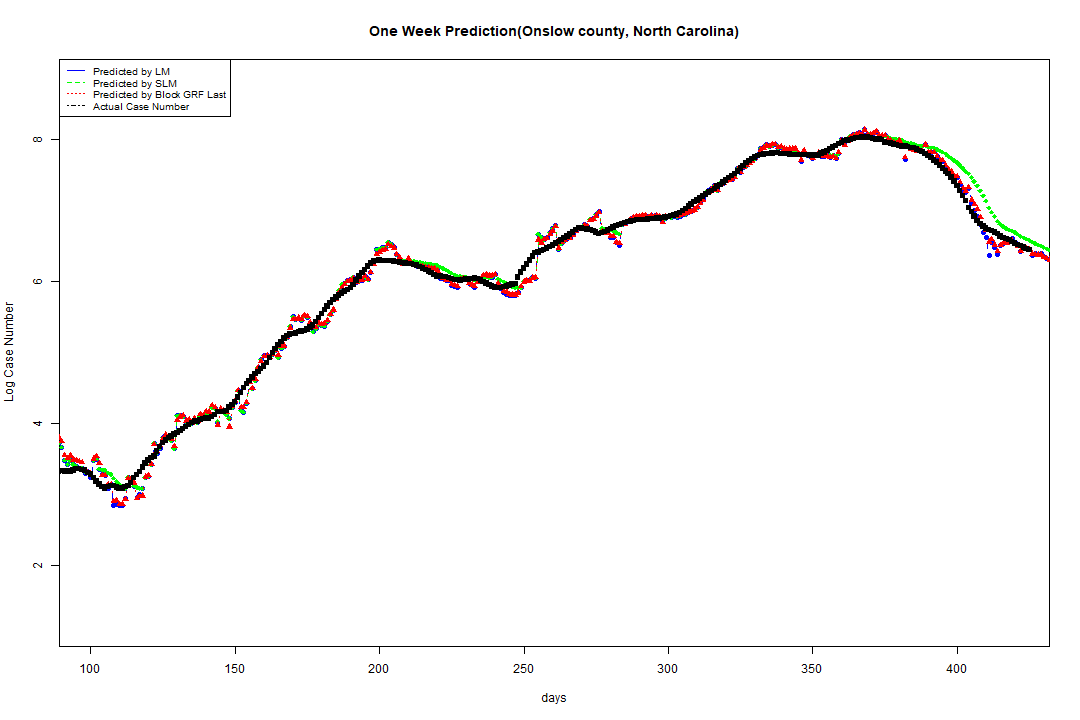 One Week Prediction(Onslow county, North Carolina)
Predicted by LM
Predicted by SLM
Predicted by Block GRF Last
Actual Case Number
8
6
4
2
Log Case Number
100 150 200 250 300 350 400
days